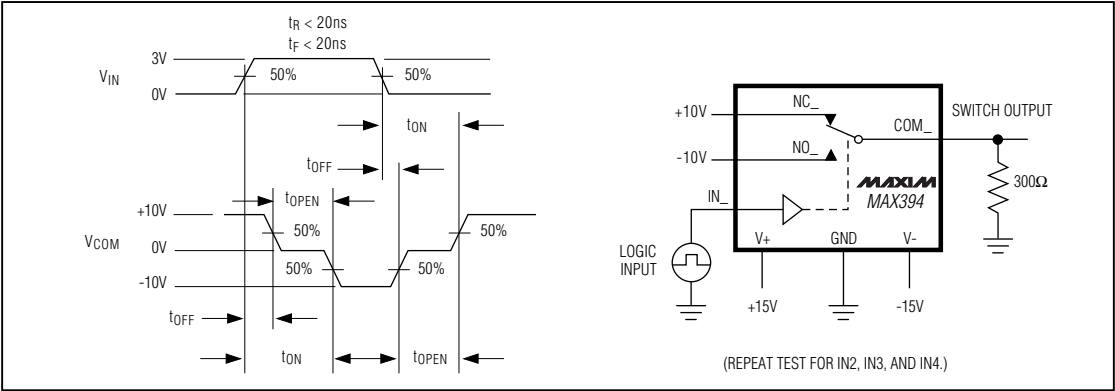 tR < 20ns
tF < 20ns
VIN
3V
0V
50%
50%
tON
tOFF
tOPEN
VCOM
+10V
0V
-10V
50%
50%
50%
50%
tOFF
tON
tOPEN
+10V
NC_
-10V
NO_
IN_
COM_
SWITCH OUTPUT
MAXIM
MAX394
300Ω
LOGIC
INPUT
V+
GND
V-
+15V
-15V
(REPEAT TEST FOR IN2, IN3, AND IN4.)